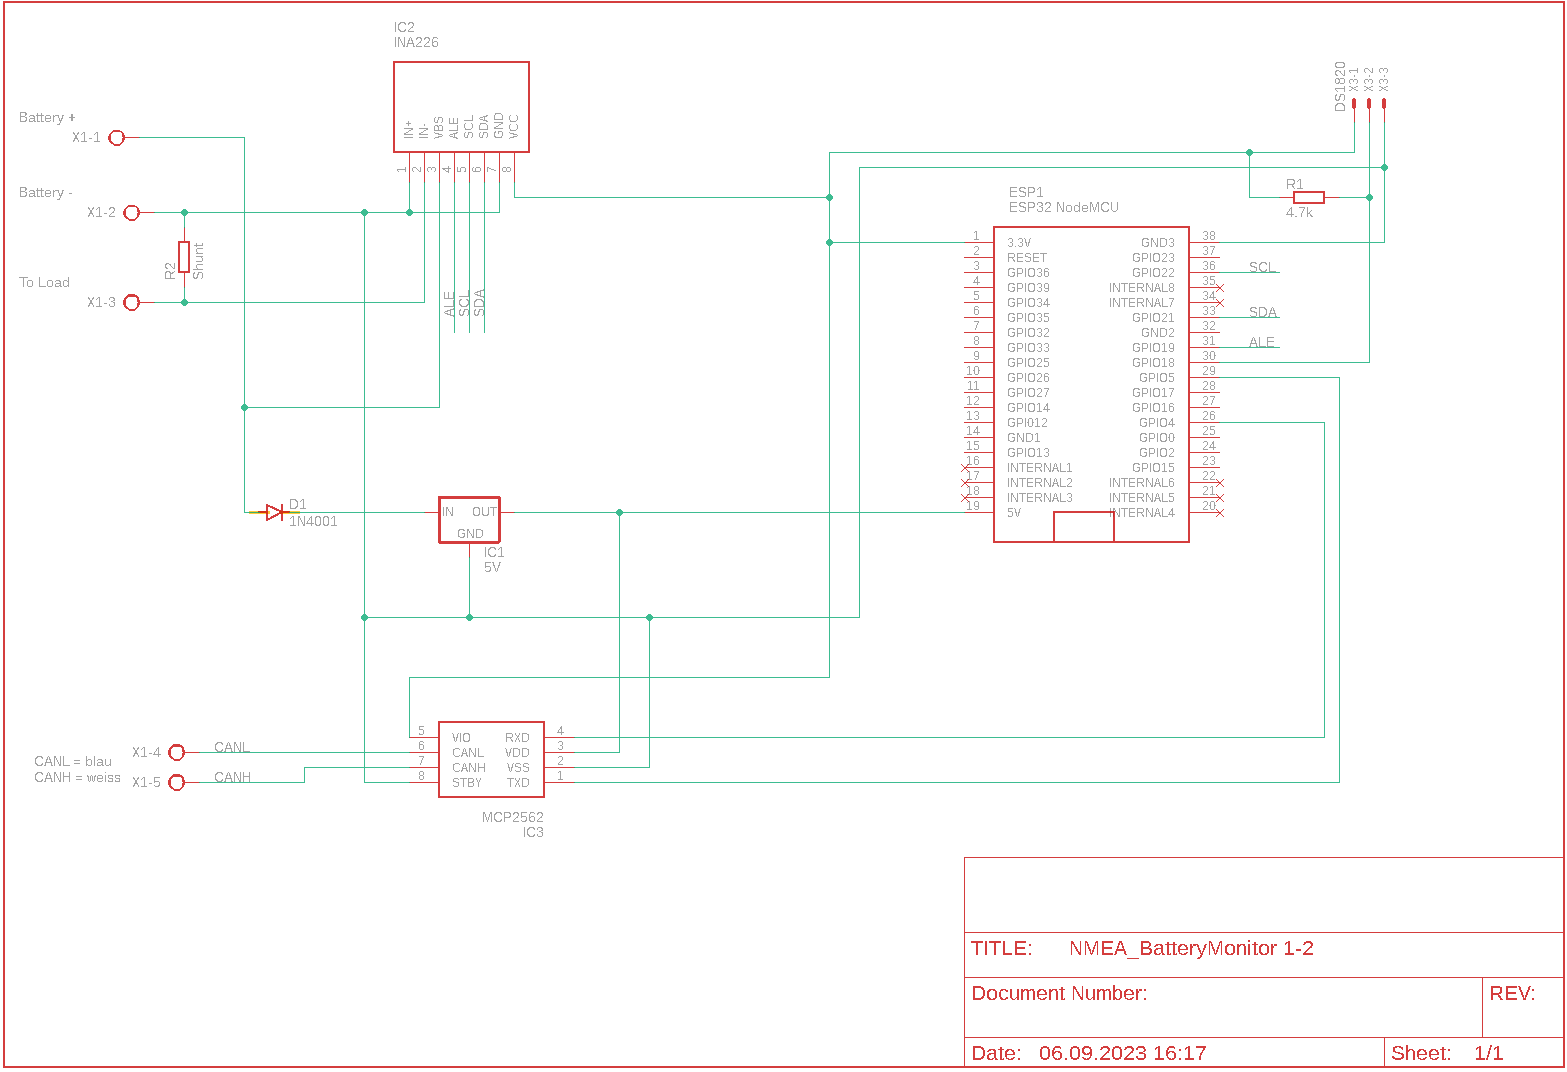 IC2
INA226
IN+
IN-
VBS
ALE
SCL
SDA
GND
VCC
1
2
3
4
5
6
7
8
Battery +
X1-1
Battery -
X1-2
R2
Shunt
To Load
X1-3
ALE
SCL
SDA
DS1820
X3-1
X3-2
X3-3
R1
4.7k
ESP1
ESP32 NodeMCU
1 3.3V GND3 38
2 RESET GPIO23 37
3 GPIO36 GPIO22 36 SCL
4 GPIO39 INTERNAL8 35
5 GPIO34 INTERNAL7 34
6 GPIO35 GPIO21 33 SDA
7 GPIO32 GND2 32
8 GPIO33 GPIO19 31 ALE
9 GPIO25 GPIO18 30
10 GPIO26 GPIO5 29
11 GPIO27 GPIO17 28
12 GPIO14 GPIO16 27
13 GPI012 GPIO4 26
14 GND1 GPIO0 25
15 GPIO13 GPIO2 24
16 INTERNAL1 GPIO15 23
17 INTERNAL2 INTERNAL6 22
18 INTERNAL3 INTERNAL5 21
19 5V INTERNAL4 20
D1
1N4001
IN OUT
GND
IC1
5V
CANL = blau
CANH = weiss
X1-4 CANL
X1-5 CANH
5 VIO RXD 4
6 CANL VDD 3
7 CANH VSS 2
8 STBY TXD 1
MCP2562
IC3
TITLE: NMEA_BatteryMonitor 1-2
Document Number:
REV:
Date: 06.09.2023 16:17
Sheet: 1/1